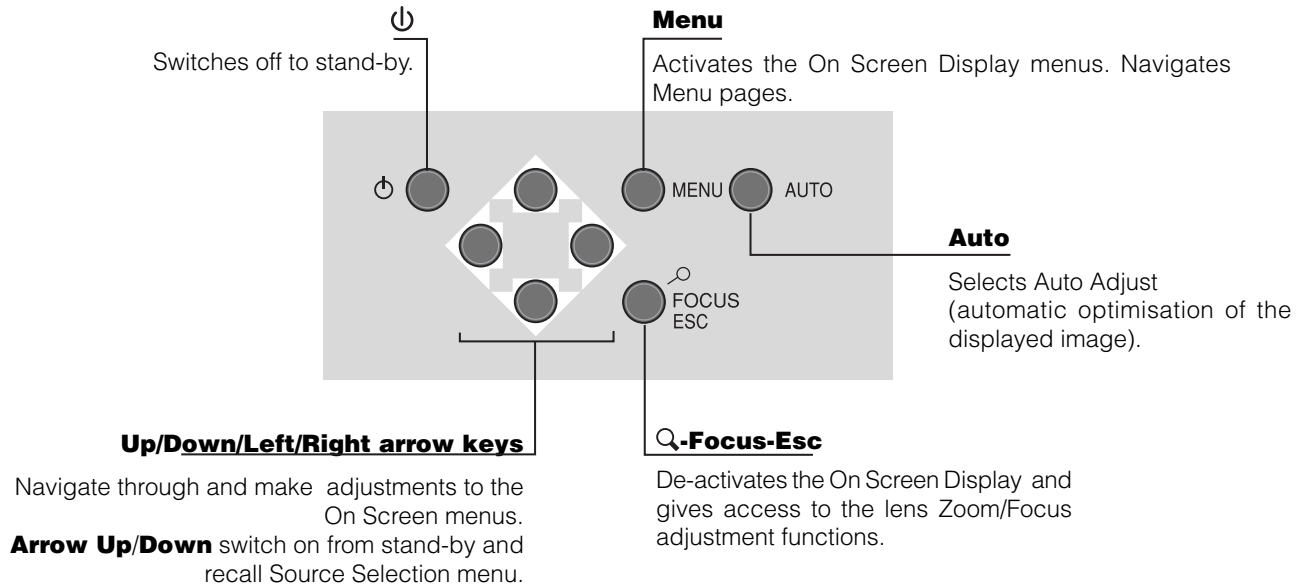 Switches off to stand-by.
Menu
Activates the On Screen Display menus. Navigates
Menu pages.
MENU
AUTO
FOCUS
ESC
Auto
Selects Auto Adjust
(automatic optimisation of the
displayed image).
Up/Down/Left/Right arrow keys
Navigate through and make adjustments to the
On Screen menus.
Arrow Up/Down switch on from stand-by and
recall Source Selection menu.
-Focus-Esc
De-activates the On Screen Display and
gives access to the lens Zoom/Focus
adjustment functions.